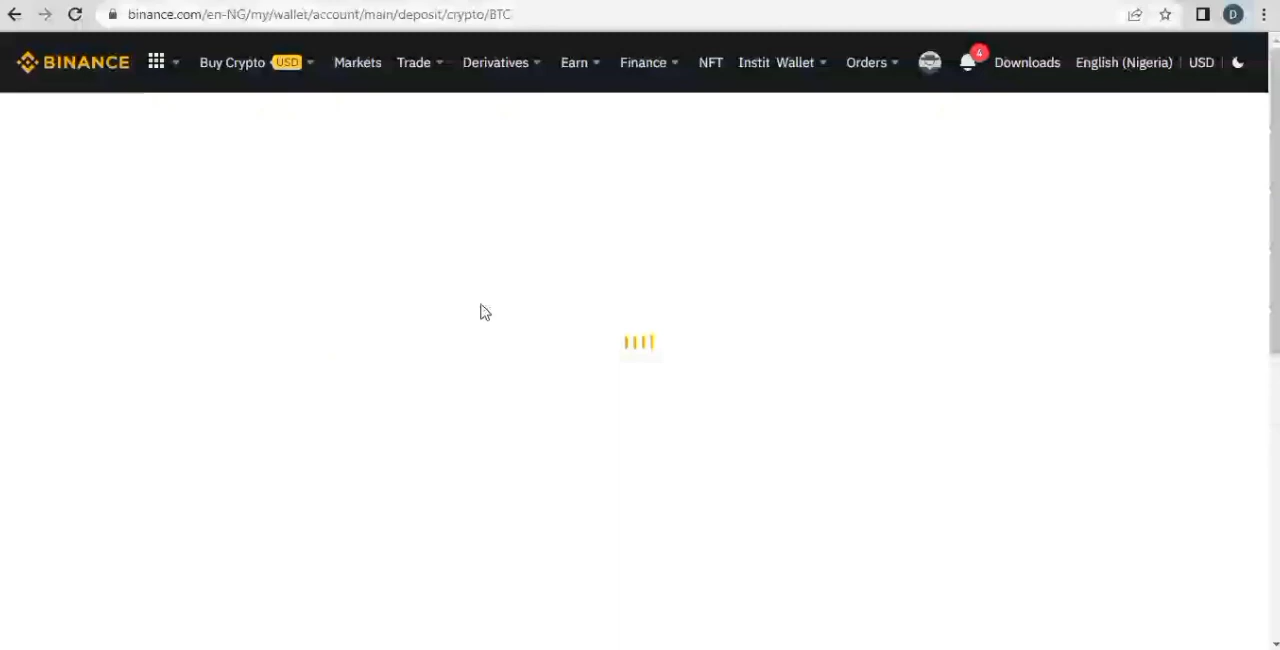 binance.com/en-NG/my/wallet/account/main/deposit/crypto/BTC
D
BINANCE Buy Crypto USD Markets Trade Derivatives Earn Finance NFT Instit Wallet Orders 4 Downloads English (Nigeria) USD